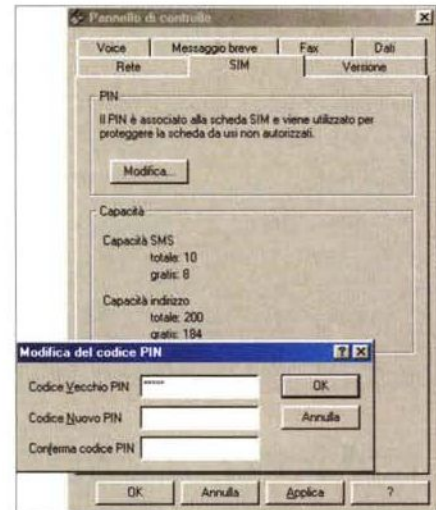 Pannello di controllo
Voice Messaggio breve Fax Dati
Rete SIM Versione
PIN
Il PIN è associato alla scheda SIM e viene utilizzato per
proteggere la scheda da usi non autorizzati.
Modifica...
Capacità
Capacità SMS
totale: 10
gratis: 8
Capacità indirizzo
totale: 200
gratis: 184
Modifica del codice PIN
Codice Vecchio PIN *****
OK
Codice Nuovo PIN
Annulla
Conferma codice PIN
OK Annulla Applica ?